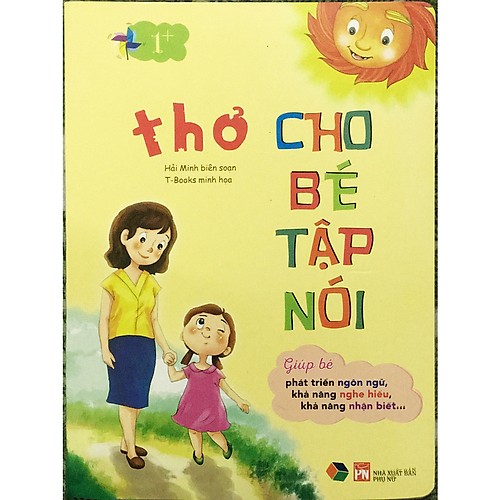 1+
thơ
Hải Minh biên soạn
T-Books minh họa
CHO
BÉ
TẬP
NÓI
Giúp bé
phát triển ngôn ngữ,
khả năng nghe hiểu,
khả năng nhận biết...
PN
NHÀ XUẤT BẢN
PHỤ NỮ